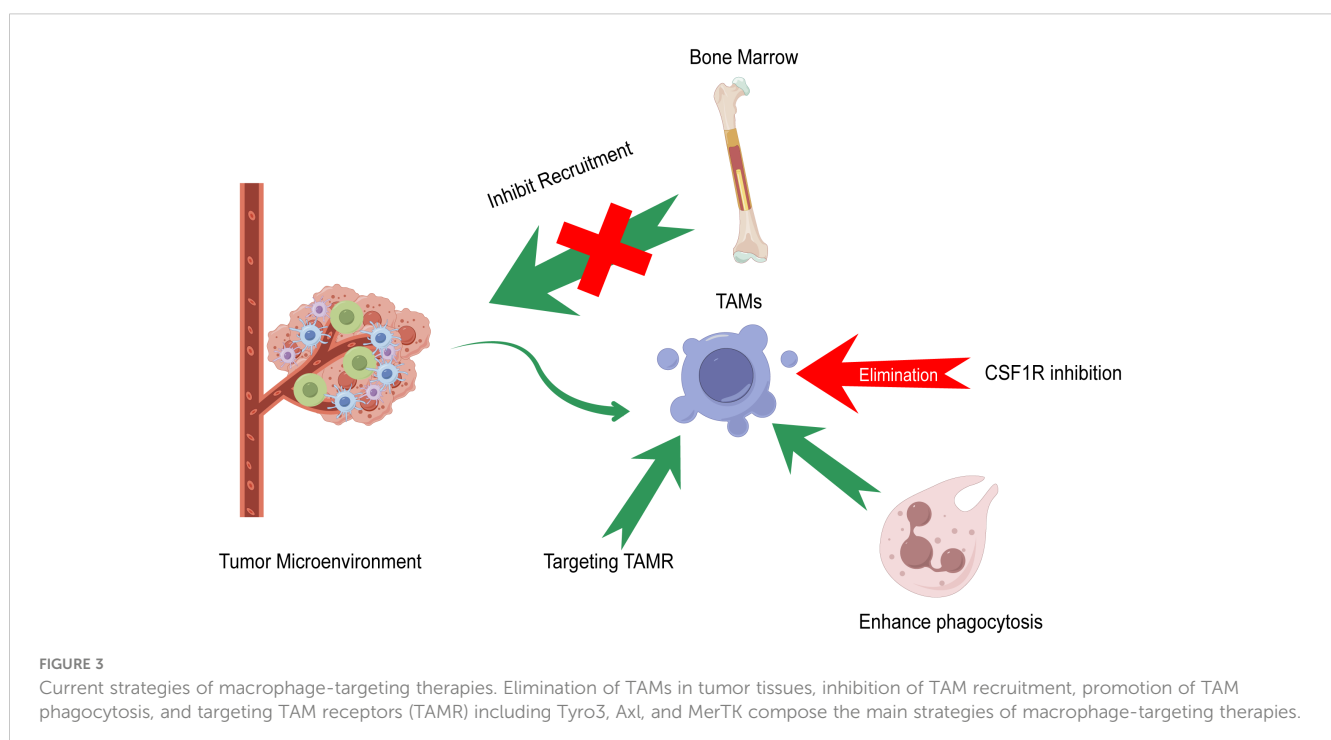 Bone Marrow
Inhibit Recruitment
TAMs
Elimination
CSF1R inhibition
Tumor Microenvironment
Targeting TAMR
Enhance phagocytosis
FIGURE 3
Current strategies of macrophage-targeting therapies. Elimination of TAMs in tumor tissues, inhibition of TAM recruitment, promotion of TAM
phagocytosis, and targeting TAM receptors (TAMR) including Tyro3, Axl, and MerTK compose the main strategies of macrophage-targeting therapies.